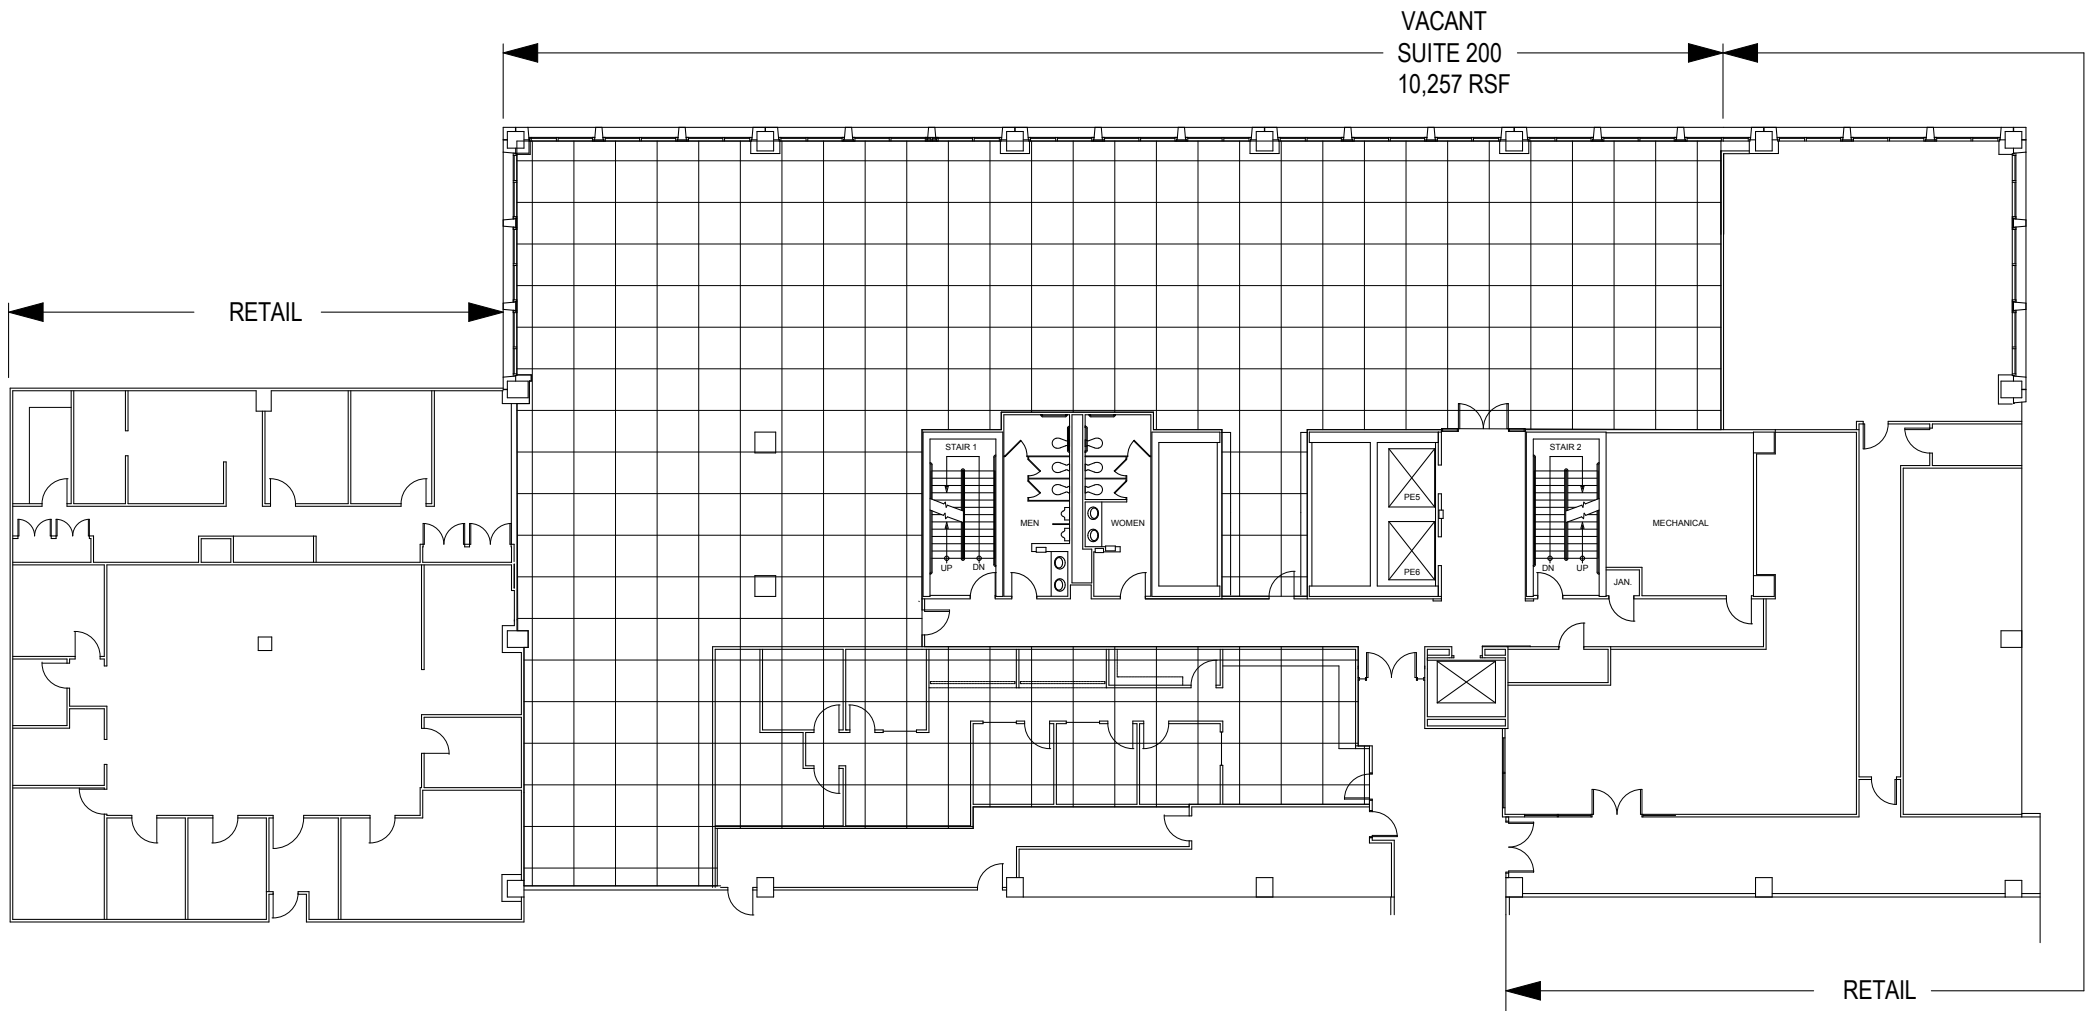 VACANT
SUITE 200
10,257 RSF
RETAIL
STAIR 1
STAIR 2
PE5
MEN
WOMEN
MECHANICAL
UP
DN
PE6
DN
UP
JAN.
RETAIL